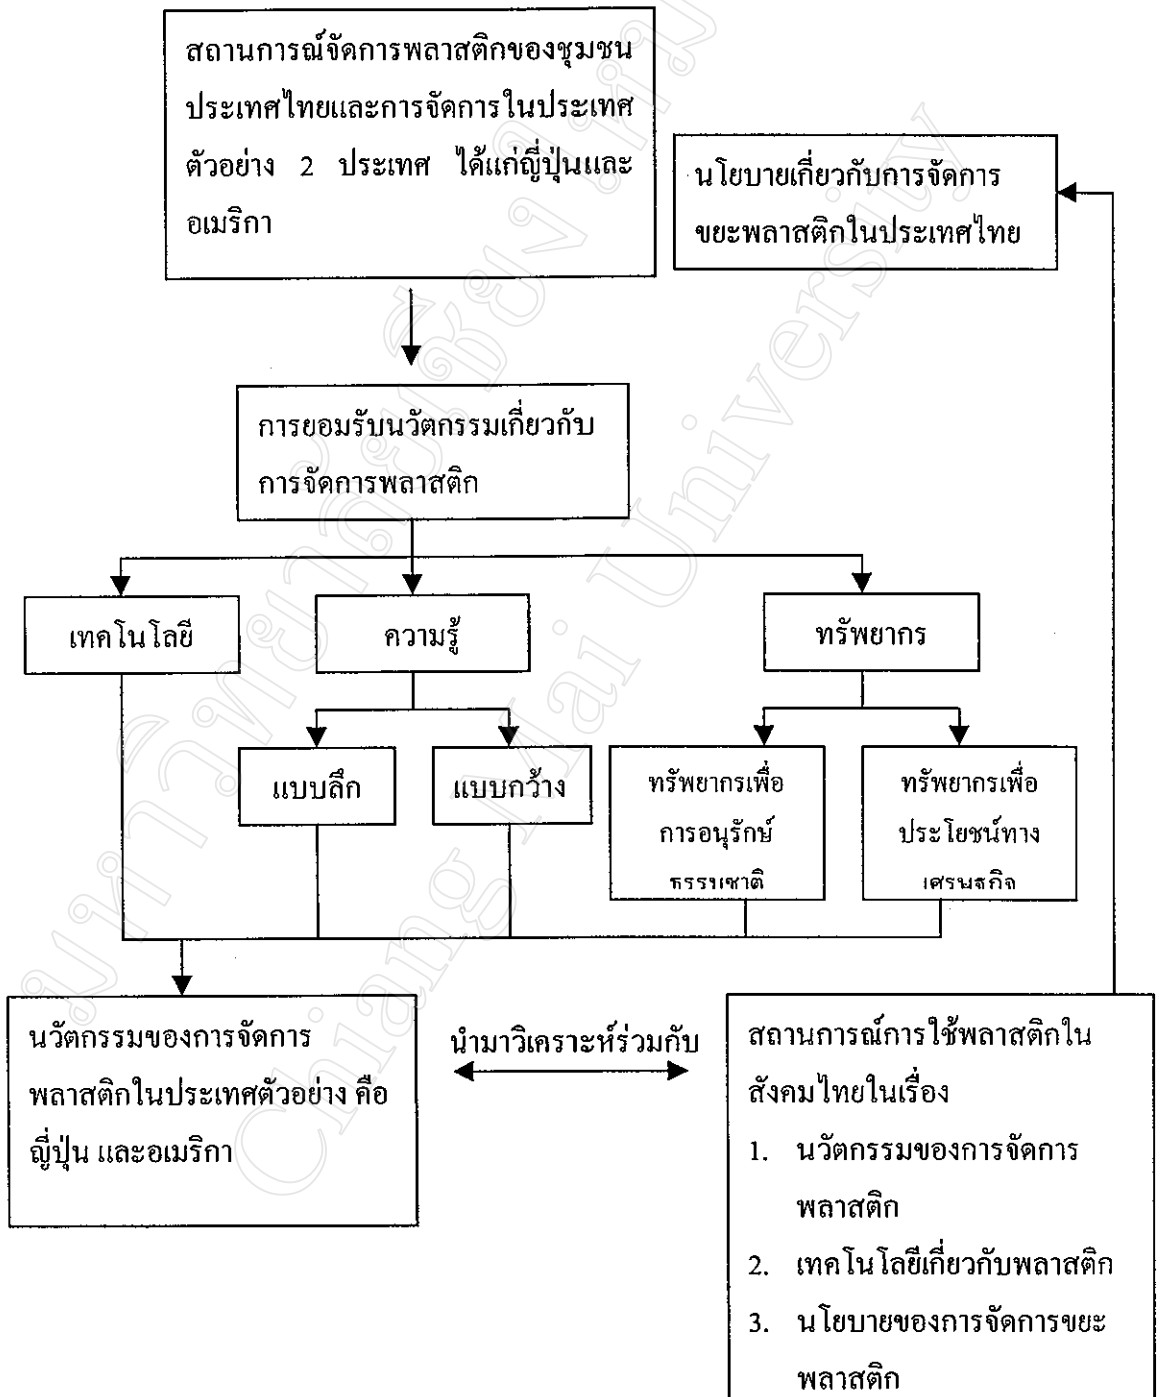 สถานการณ์จัดการพลาสติกของชุมชน
ประเทศไทยและการจัดการในประเทศ
ตัวอย่าง 2 ประเทศ ได้แก่ญี่ปุ่นและ
อเมริกา
นโยบายเกี่ยวกับการจัดการ
ขยะพลาสติกในประเทศไทย
การยอมรับนวัตกรรมเกี่ยวกับ
การจัดการพลาสติก
เทคโนโลยี
ความรู้
ทรัพยากร
แบบลึก
แบบกว้าง
ทรัพยากรเพื่อ
การอนุรักษ์
ธรรมชาติ
ทรัพยากรเพื่อ
ประโยชน์ทาง
เศรษฐกิจ
นวัตกรรมของการจัดการ
พลาสติกในประเทศตัวอย่าง คือ
ญี่ปุ่น และอเมริกา
นำมาวิเคราะห์ร่วมกับ
สถานการณ์การใช้พลาสติกใน
สังคมไทยในเรื่อง
1. นวัตกรรมของการจัดการ
พลาสติก
2. เทคโนโลยีเกี่ยวกับพลาสติก
3. นโยบายของการจัดการขยะ
พลาสติก
มหาวิทยาลัยเชียงใหม่
Chiang Mai University